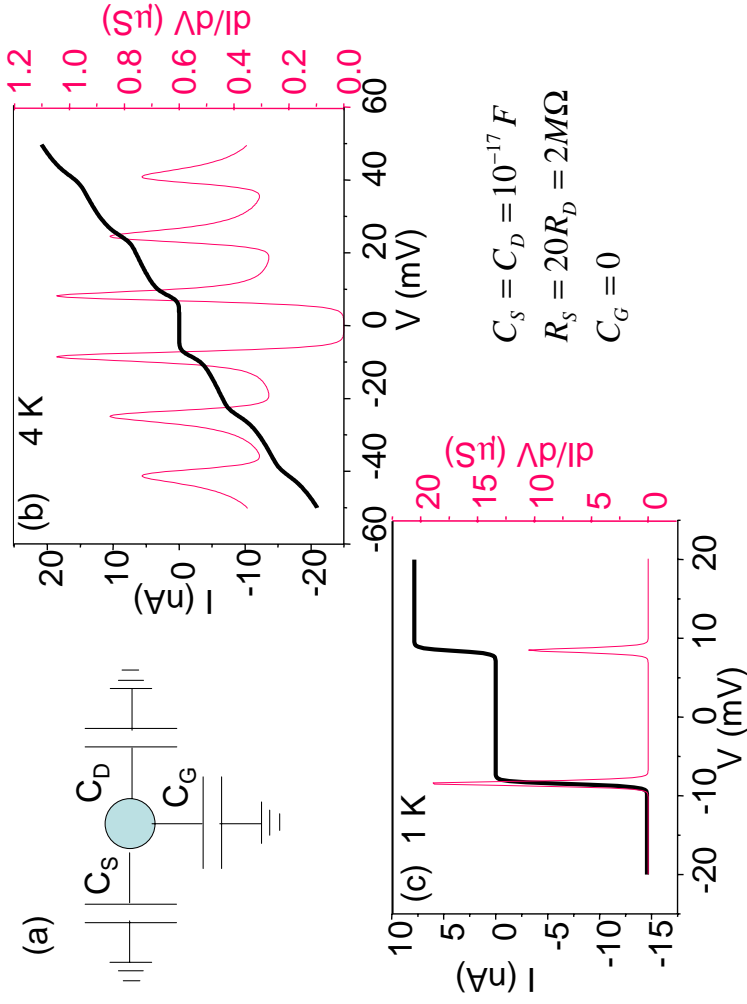 (a)
C_S
C_D
C_G
(b)
4 K
I (nA)
20
10
0
-10
-20
-60
-40
-20
0
20
40
60
V (mV)
dI/dV (μS)
1.2
1.0
0.8
0.6
0.4
0.2
0.0
(c)
1 K
I (nA)
10
5
0
-5
-10
-15
-20
-10
0
10
20
V (mV)
dI/dV (μS)
20
15
10
5
0
C_S = C_D = 10^{-17} F
R_S = 20R_D = 2MΩ
C_G = 0